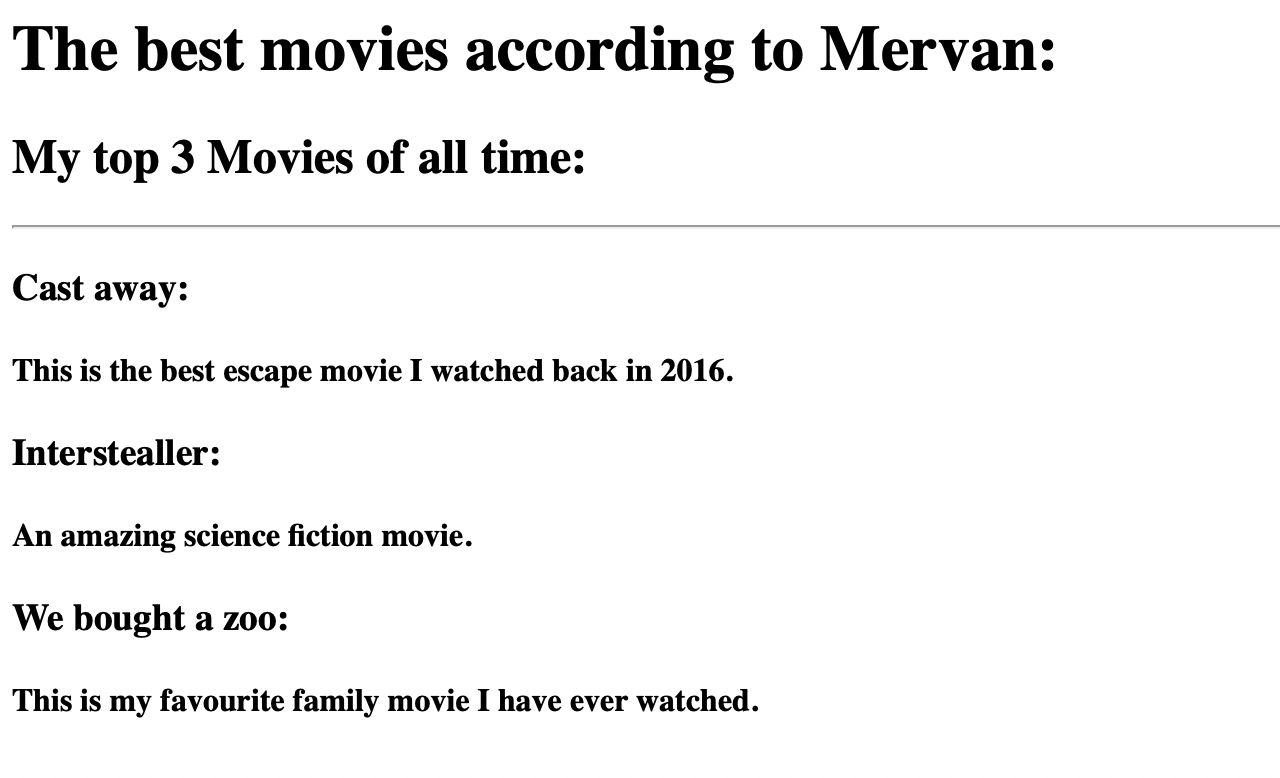 The best movies according to Mervan:
My top 3 Movies of all time:
Cast away:
This is the best escape movie I watched back in 2016.
Interstealler:
An amazing science fiction movie.
We bought a zoo:
This is my favourite family movie I have ever watched.